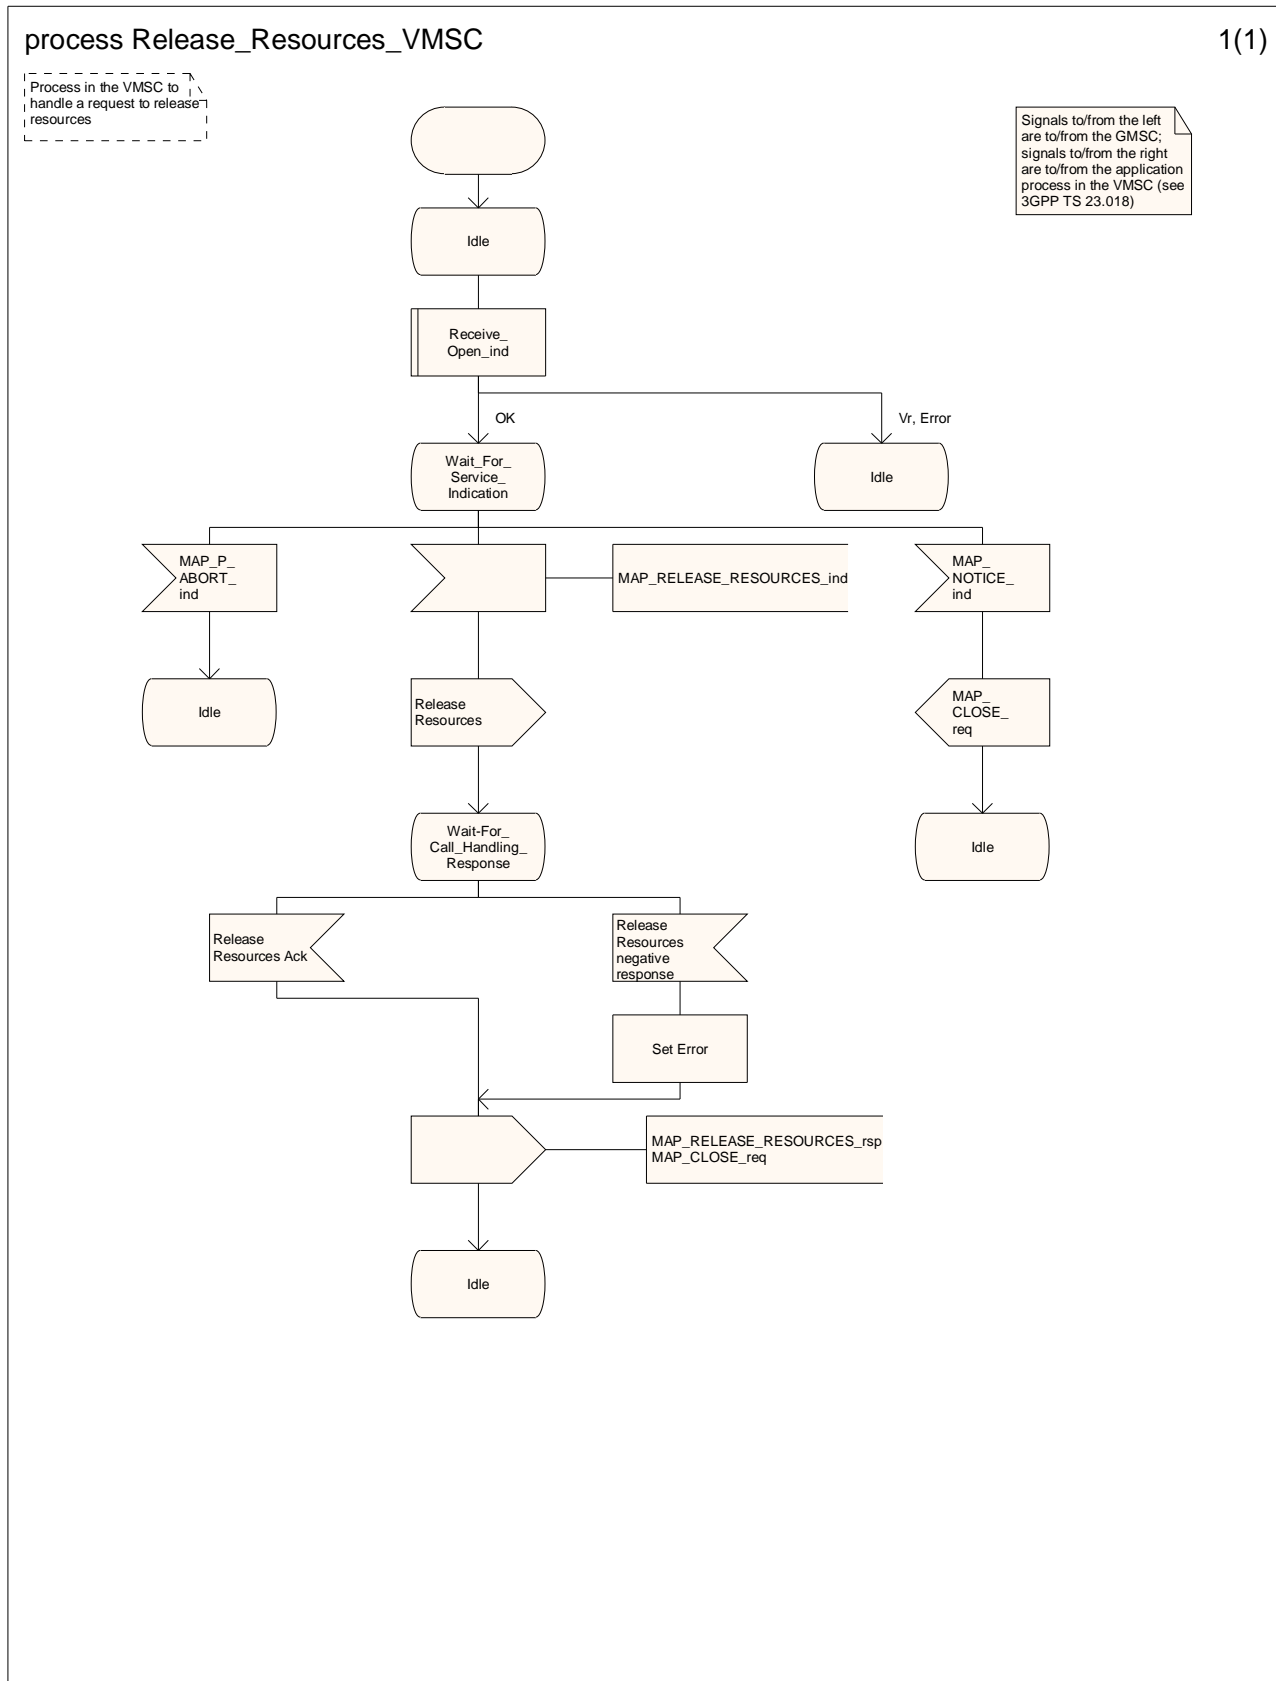 process Release_Resources_VMSC
1(1)
Process in the VMSC to
handle a request to release
resources
Signals to/from the left
are to/from the GMSC;
signals to/from the right
are to/from the application
process in the VMSC (see
3GPP TS 23.018)
Idle
Receive_
Open_ind
OK
Vr, Error
Wait_For_
Service_
Indication
Idle
MAP_P_
ABORT_
ind
MAP_RELEASE_RESOURCES_ind
MAP_
NOTICE_
ind
Idle
Release
Resources
MAP_
CLOSE_
req
Wait-For_
Call_Handling_
Response
Idle
Release
Resources Ack
Release
Resources
negative
response
Set Error
MAP_RELEASE_RESOURCES_rsp
MAP_CLOSE_req
Idle